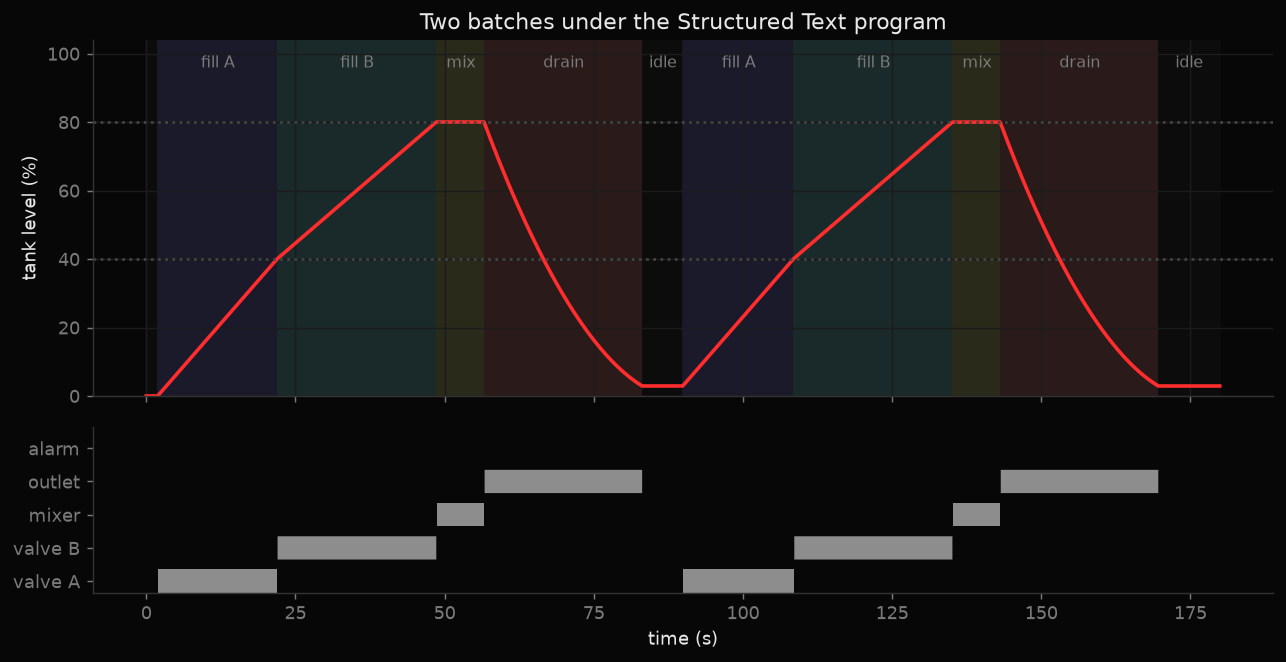 Two batches under the Structured Text program
100
80
60
40
20
0
tank level (%)
fill A fill B mix drain idle fill A fill B mix drain idle
alarm
outlet
mixer
valve B
valve A
0 25 50 75 100 125 150 175
time (s)